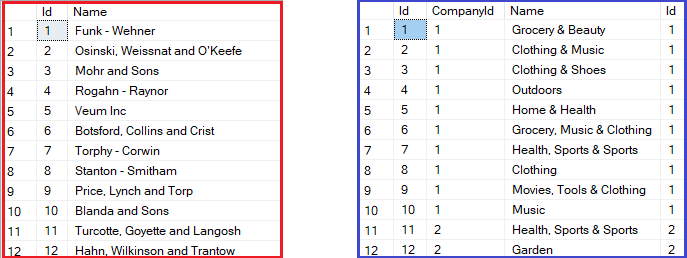 Id Name
1 1 Funk - Wehner
2 2 Osinski, Weissnat and O'Keefe
3 3 Mohr and Sons
4 4 Rogahn - Raynor
5 5 Veum Inc
6 6 Botsford, Collins and Crist
7 7 Torphy - Corwin
8 8 Stanton - Smitham
9 9 Price, Lynch and Torp
10 10 Blanda and Sons
11 11 Turcotte, Goyette and Langosh
12 12 Hahn, Wilkinson and Trantow
Id CompanyId Name Id
1 1 1 Grocery & Beauty 1
2 2 1 Clothing & Music 1
3 3 1 Clothing & Shoes 1
4 4 1 Outdoors 1
5 5 1 Home & Health 1
6 6 1 Grocery, Music & Clothing 1
7 7 1 Health, Sports & Sports 1
8 8 1 Clothing 1
9 9 1 Movies, Tools & Clothing 1
10 10 1 Music 1
11 11 2 Health, Sports & Sports 2
12 12 2 Garden 2